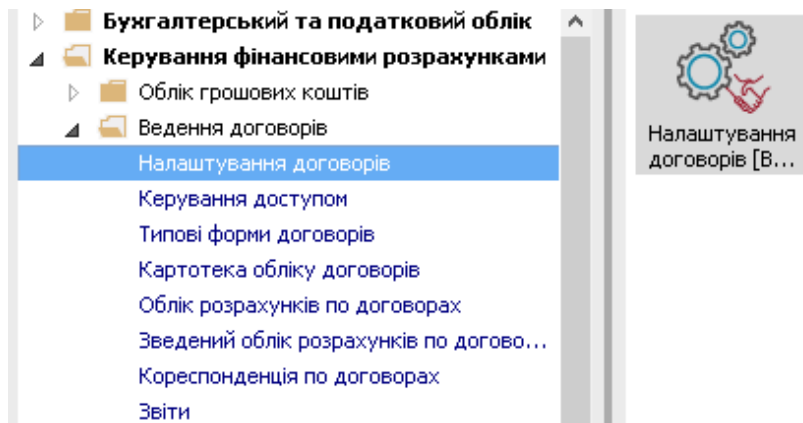 Бухгалтерський та податковий облік
Керування фінансовими розрахунками
Облік грошових коштів
Ведення договорів
Налаштування договорів
Керування доступом
Типові форми договорів
Картотека обліку договорів
Облік розрахунків по договорах
Зведений облік розрахунків по догово...
Кореспонденція по договорах
Звіти
Налаштування
договорів [В...